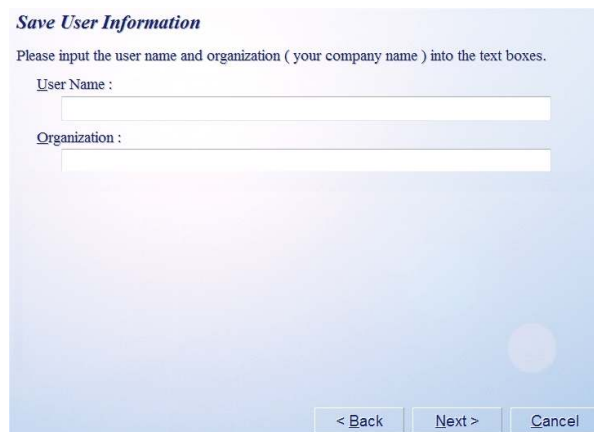 Save User Information
Please input the user name and organization ( your company name ) into the text boxes.
User Name :
Organization :
< Back Next > Cancel